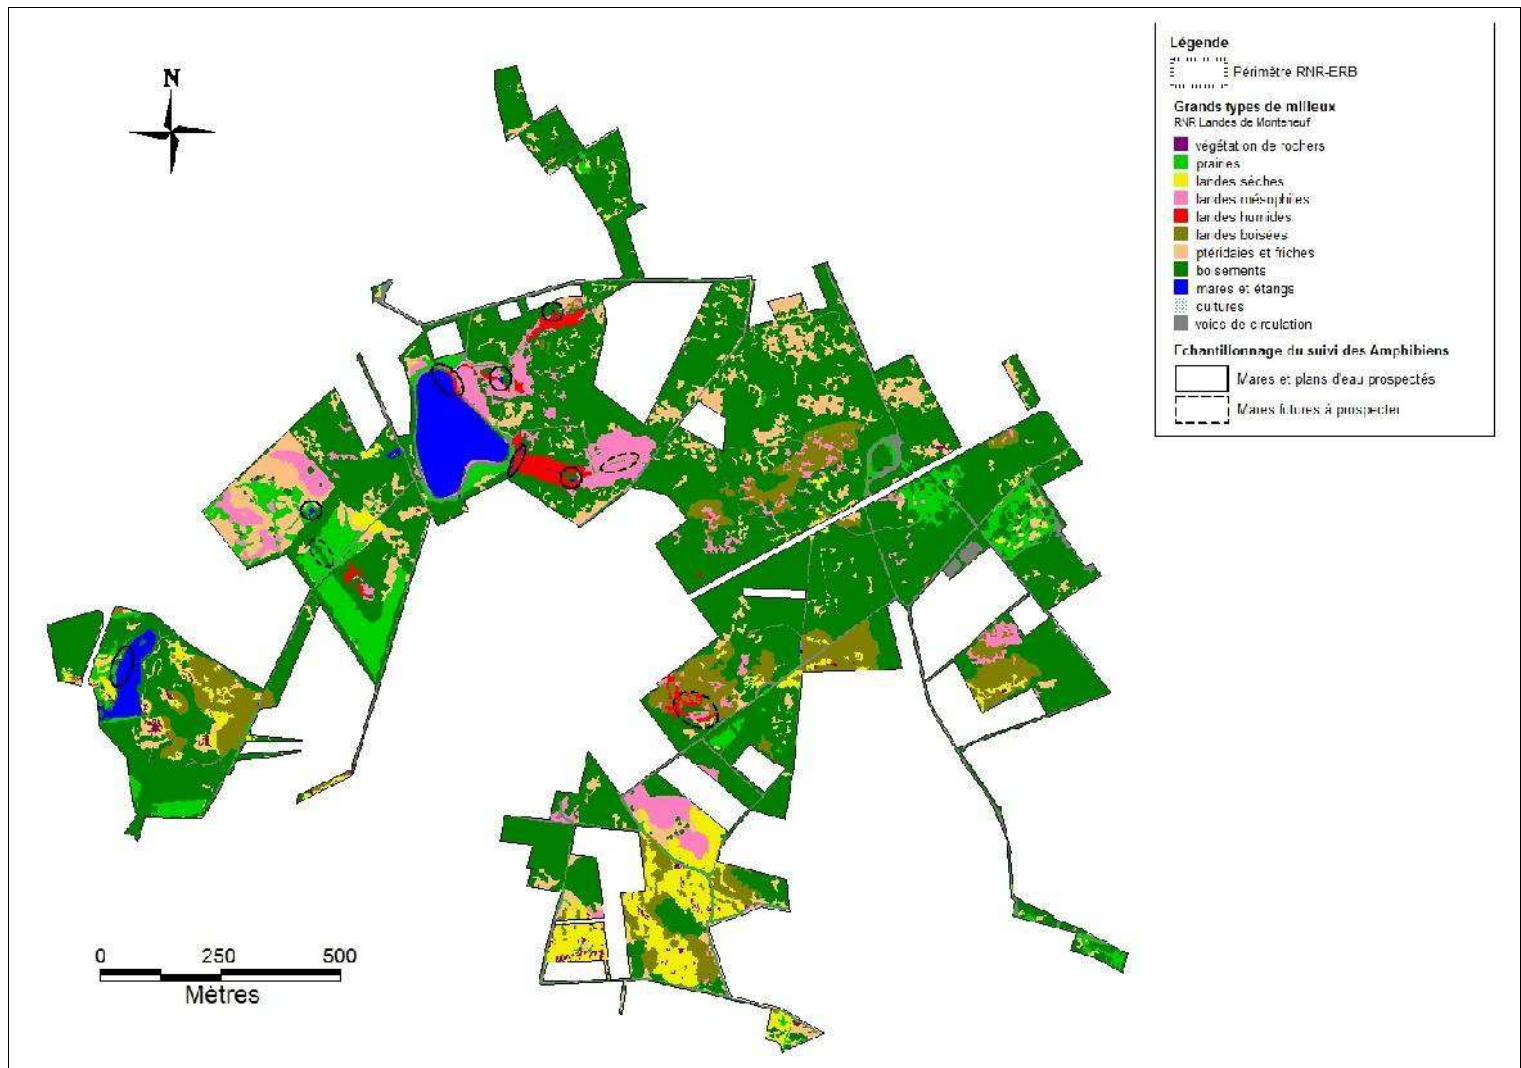 N
Légende
Périmètre RNR-ERB
Grands types de milieux
RNR Landes de Monteneuf
végétation de rochers
prairies
landes sèches
landes mésophiles
landes humides
landes boisées
ptéridaies et friches
boisements
mares et étangs
cultures
voies de circulation
Echantillonnage du suivi des Amphibiens
Mares et plans d'eau prospectés
Mares futures à prospecter
0 250 500
Mètres